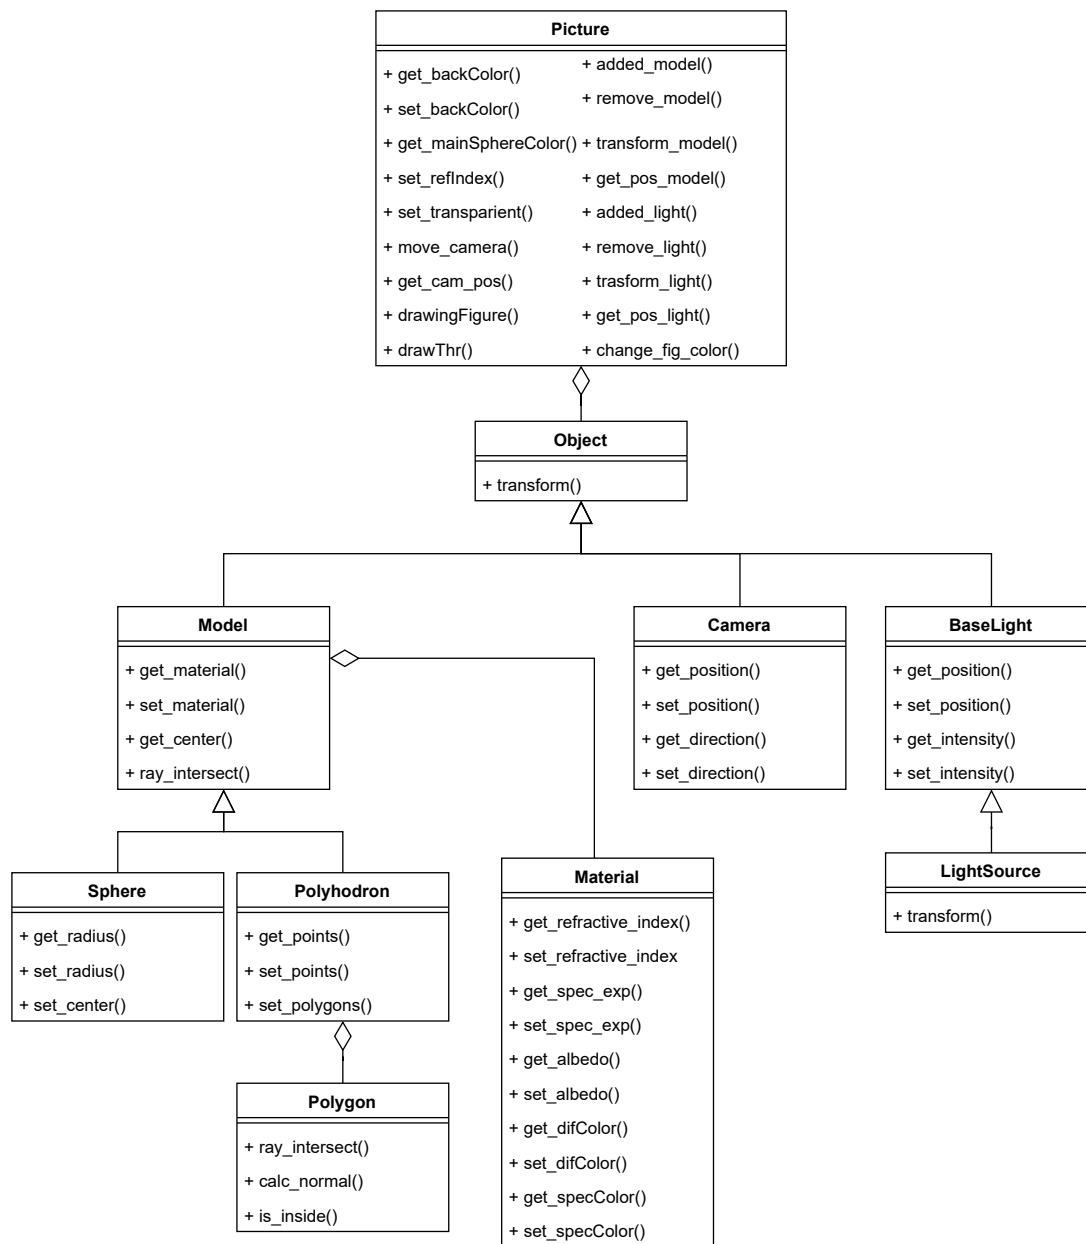 Picture
+ get_backColor()
+ set_backColor()
+ get_mainSphereColor()
+ set_refIndex()
+ set_transparent()
+ move_camera()
+ get_cam_pos()
+ drawingFigure()
+ drawThr()
+ added_model()
+ remove_model()
+ transform_model()
+ get_pos_model()
+ added_light()
+ remove_light()
+ trasform_light()
+ get_pos_light()
+ change_fig_color()
Object
+ transform()
Model
+ get_material()
+ set_material()
+ get_center()
+ ray_intersect()
Camera
+ get_position()
+ set_position()
+ get_direction()
+ set_direction()
BaseLight
+ get_position()
+ set_position()
+ get_intensity()
+ set_intensity()
Sphere
+ get_radius()
+ set_radius()
+ set_center()
Polyhodron
+ get_points()
+ set_points()
+ set_polygons()
Material
+ get_refractive_index()
+ set_refractive_index
+ get_spec_exp()
+ set_spec_exp()
+ get_albedo()
+ set_albedo()
+ get_difColor()
+ set_difColor()
+ get_specColor()
+ set_specColor()
LightSource
+ transform()
Polygon
+ ray_intersect()
+ calc_normal()
+ is_inside()